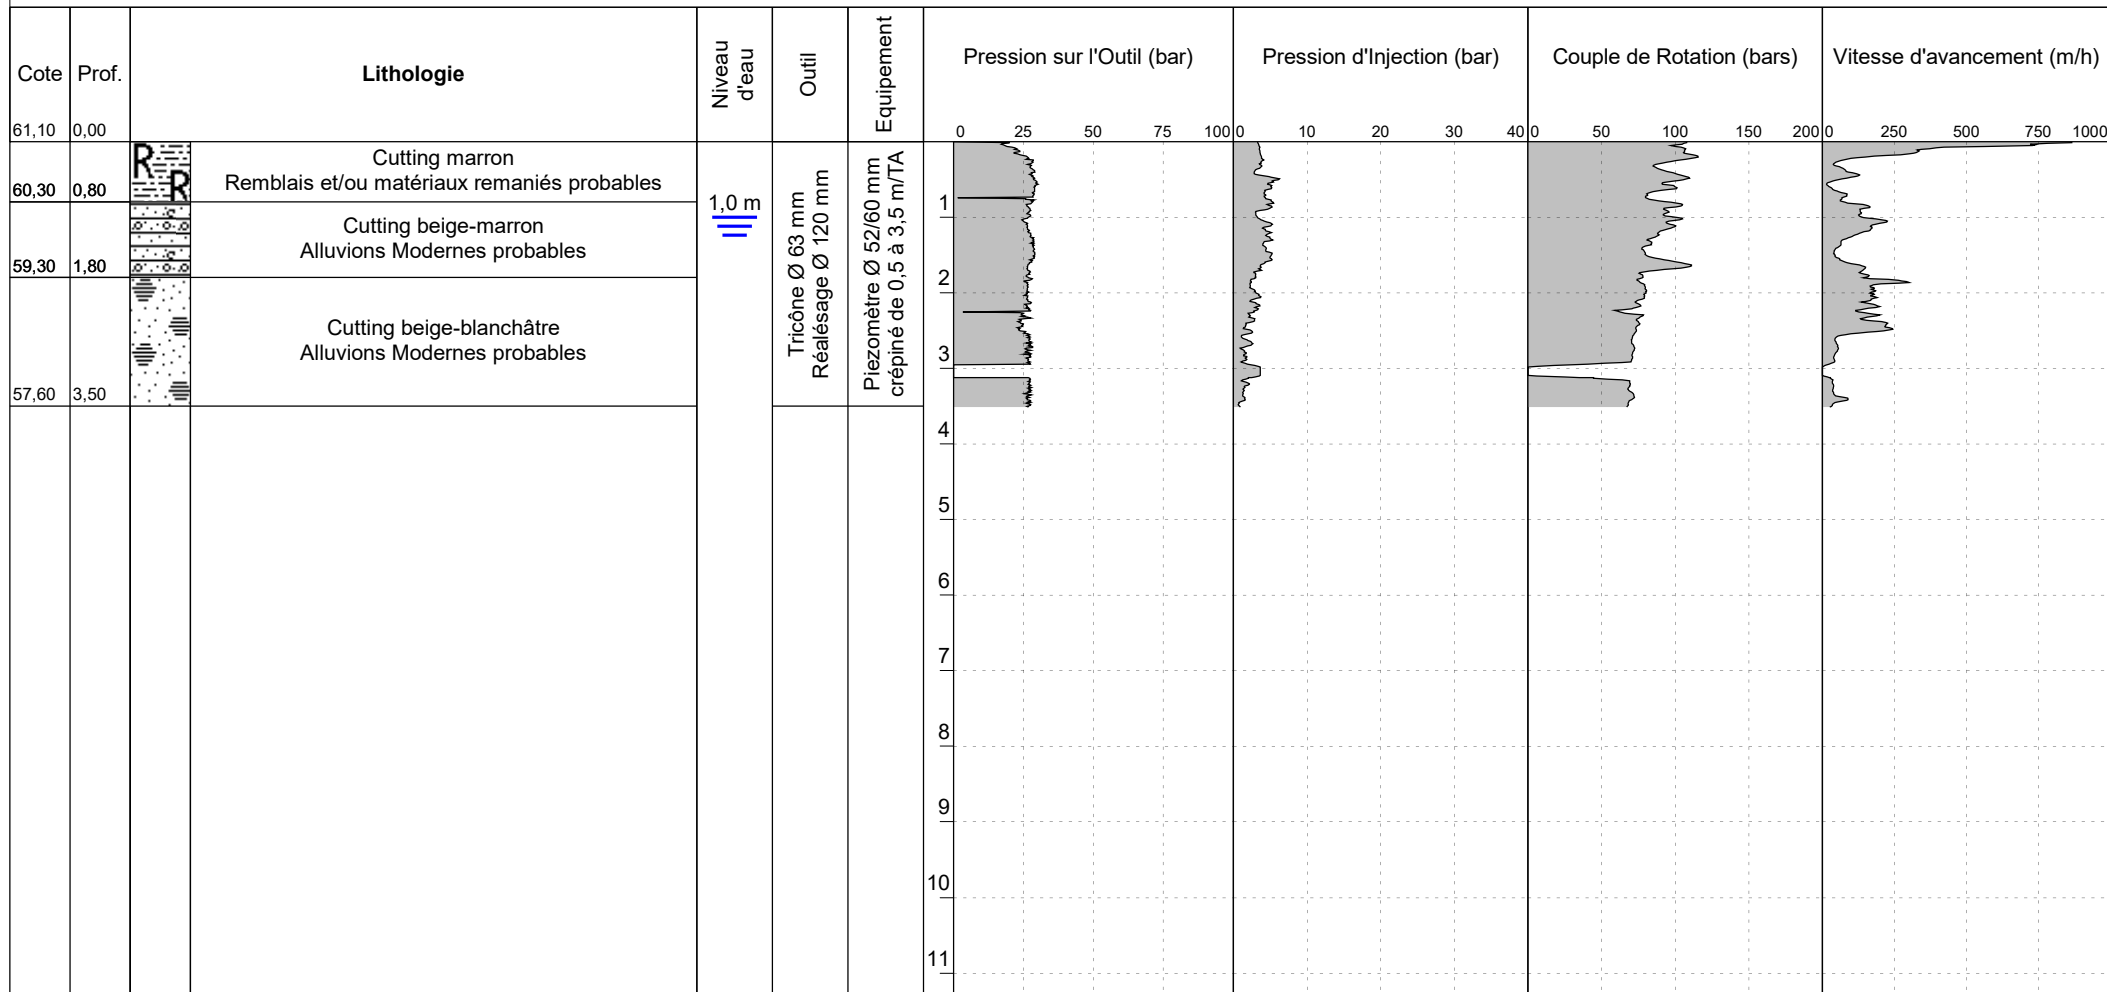 Cote
Prof.
Lithologie
Niveau
d'eau
Outil
Equipement
Pression sur l'Outil (bar)
Pression d'Injection (bar)
Couple de Rotation (bars)
Vitesse d'avancement (m/h)
61,10
0,00
0 25 50 75 100
0 10 20 30 40
0 50 100 150 200
0 250 500 750 1000
R
R
Cutting marron
Remblais et/ou matériaux remaniés probables
60,30
0,80
1,0 m
Cutting beige-marron
Alluvions Modernes probables
59,30
1,80
Cutting beige-blanchâtre
Alluvions Modernes probables
57,60
3,50
Tricône Ø 63 mm
Réalésage Ø 120 mm
Piezomètre Ø 52/60 mm
crépiné de 0,5 à 3,5 m/TA
1
2
3
4
5
6
7
8
9
10
11